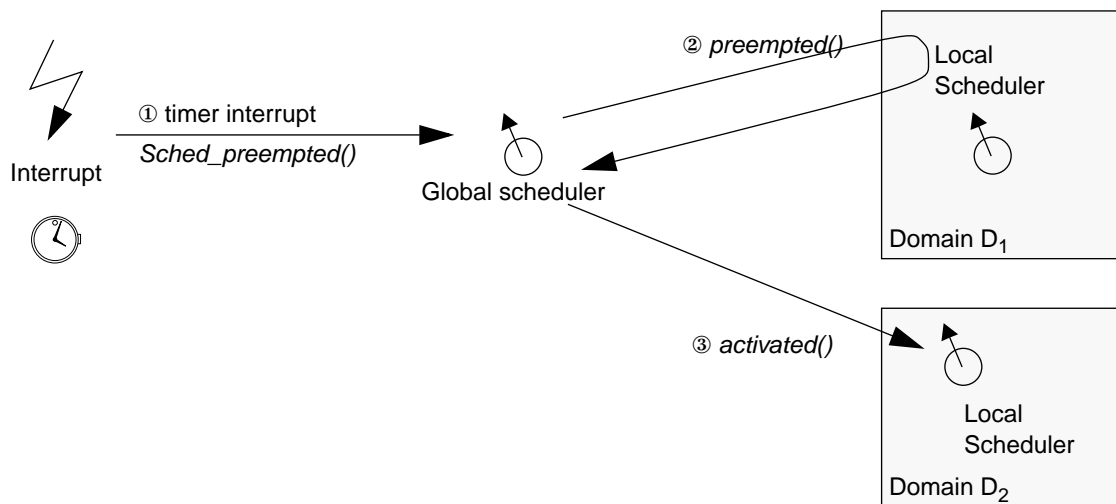 ② preempted()
Local
Scheduler
① timer interrupt
Sched_preempted()
Interrupt
Global scheduler
Domain D1
③ activated()
Local
Scheduler
Domain D2